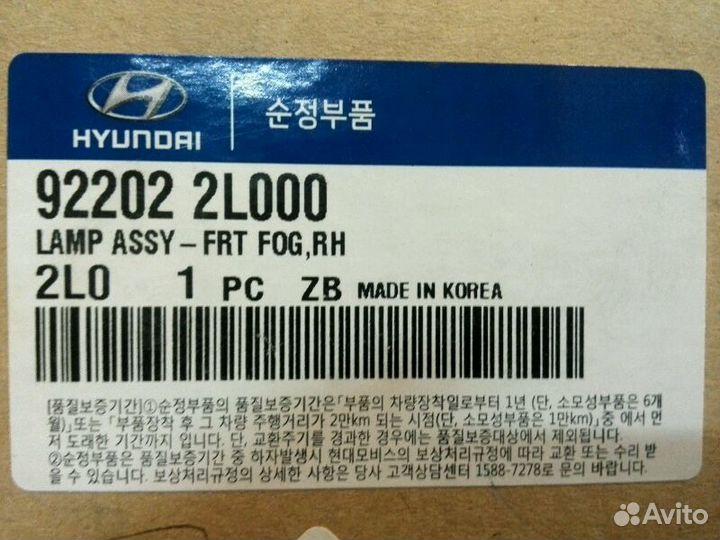 HYUNDAI
순정부품
92202 2L000
LAMP ASSY-FRT FOG,RH
2L0 1 PC ZB MADE IN KOREA
[품질보증기간]①순정부품의 품질보증기간은｢부품의 차량장착일로부터 1년 (단, 소모성부품은 6개
월)｣또는｢부품장착 후 그 차량 주행거리가 2만km 되는 시점(단, 소모성부품은 1만km)｣중 에서 먼
저 도래한 기간까지 입니다. 단, 교환주기를 경과한 경우에는 품질보증대상에서 제외됩니다.
②순정부품은 품질보증기간 중 하자발생시 현대모비스의 보상처리규정에 따라 교환 또는 수리 받
을 수 있습니다. 보상처리규정의 상세한 사항은 당사 고객상담센터 1588-7278로 문의 바랍니다.
Avito